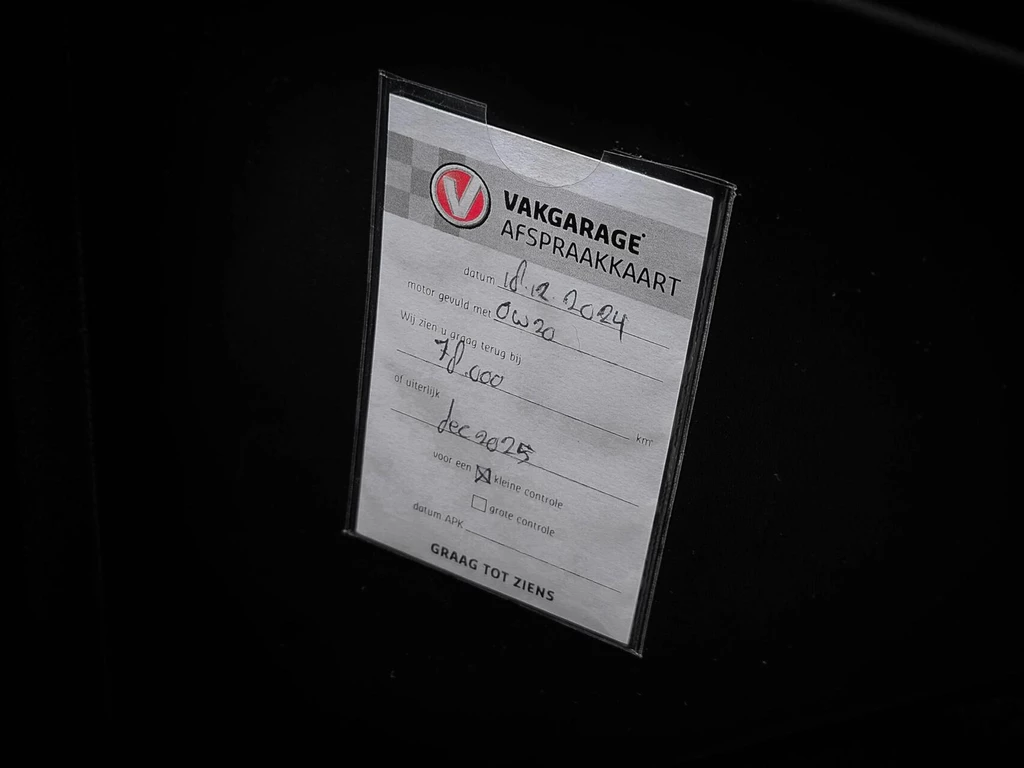 V VAKGARAGE
AFSPRAAKKAART
datum 18.12.2024
motor gevuld met 0W20
Wij zien u graag terug bij
78.000 km
of uiterlijk
dec 2025
voor een ☒ kleine controle
☐ grote controle
datum APK
GRAAG TOT ZIENS